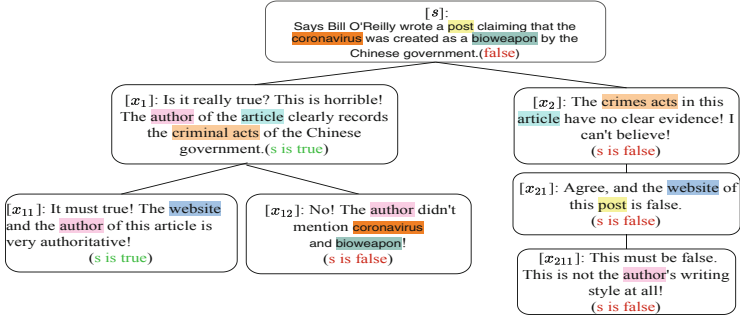 [s]:
Says Bill O'Reilly wrote a post claiming that the
coronavirus was created as a bioweapon by the
Chinese government.(false)
[x₁]: Is it really true? This is horrible!
The author of the article clearly records
the criminal acts of the Chinese
government.(s is true)
[x₂]: The crimes acts in this
article have no clear evidence! I
can't believe!
(s is false)
[x₁₁]: It must true! The website
and the author of this article is
very authoritative!
(s is true)
[x₁₂]: No! The author didn't
mention coronavirus
and bioweapon!
(s is false)
[x₂₁]: Agree, and the website of
this post is false.
(s is false)
[x₂₁₁]: This must be false.
This is not the author's writing
style at all!
(s is false)